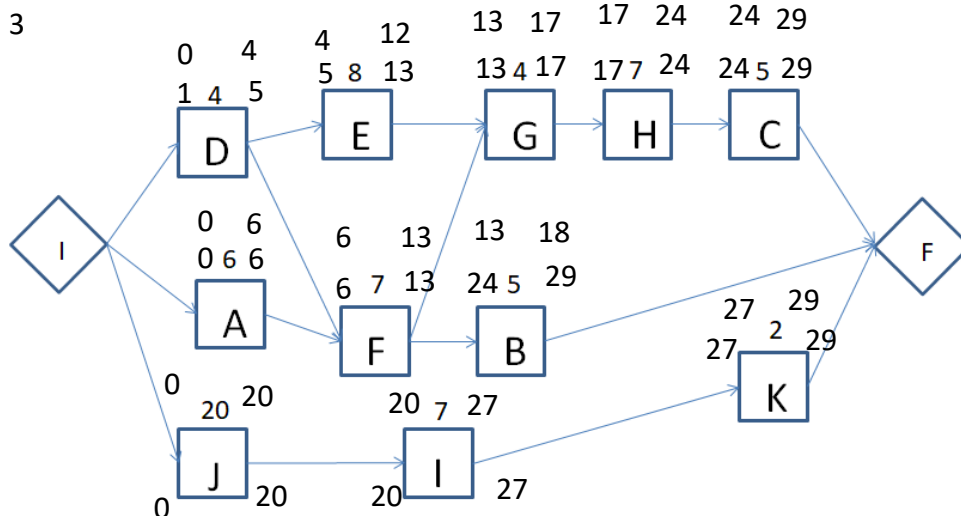 3
0 4
1 4 5
D
4 12
5 8 13
E
13 17
13 4 17
G
17 24
17 7 24
H
24 29
24 5 29
C
I
0 6
0 6 6
A
6 13
6 7 13
F
13 18
24 5 29
B
F
27 29
27 2 29
K
0 20 20
J
0 20
20 7 27
I
20 27